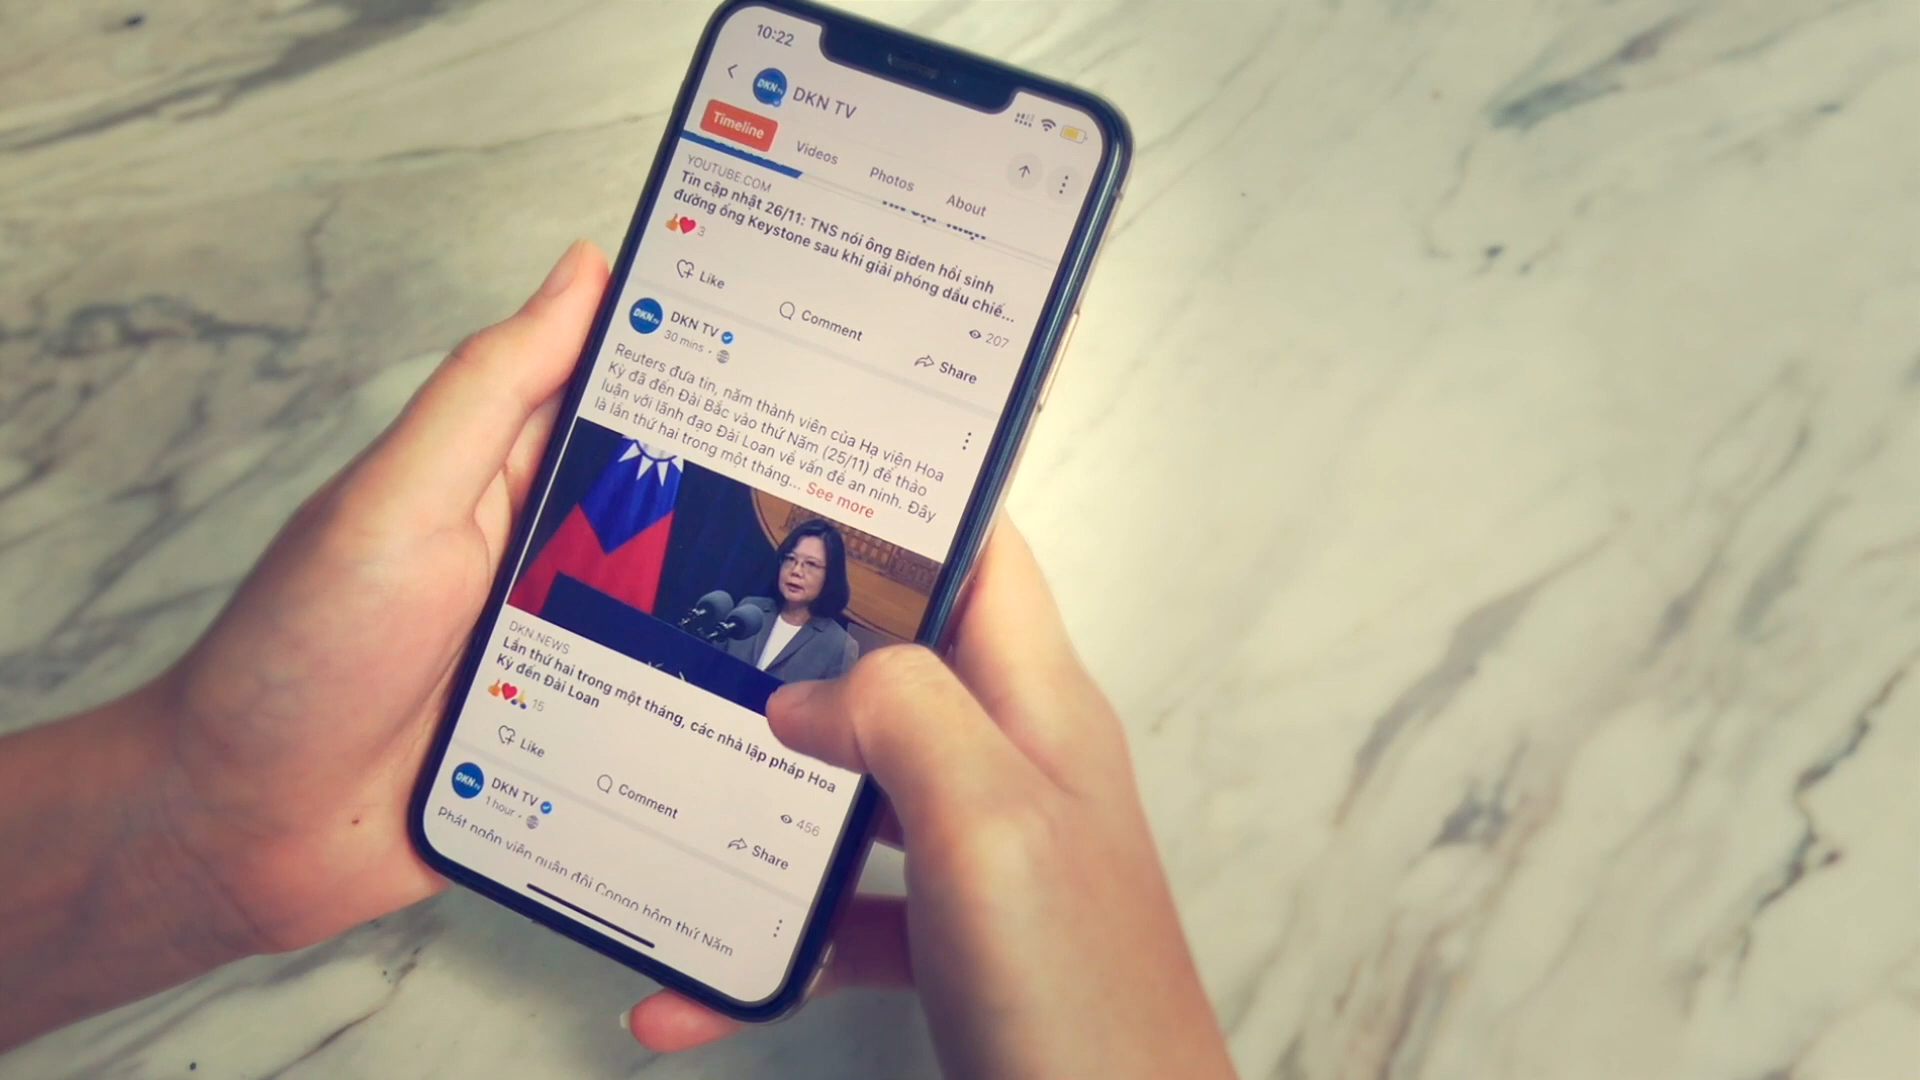 10:22
DKN TV
DKN TV
Timeline
Videos
Photos
About
YOUTUBE.COM
Tin cập nhật 26/11: TNS nói ông Biden hồi sinh
đường ống Keystone sau khi giải phóng dầu chiế...
3
207
Like
Comment
Share
DKN TV
DKN TV
30 mins ·
Reuters đưa tin, năm thành viên của Hạ viện Hoa
Kỳ đã đến Đài Bắc vào thứ Năm (25/11) để thảo
luận với lãnh đạo Đài Loan về vấn đề an ninh. Đây
là lần thứ hai trong một tháng... See more
DKN.NEWS
Lần thứ hai trong một tháng, các nhà lập pháp Hoa
Kỳ đến Đài Loan
15
456
Like
Comment
Share
DKN TV
DKN TV
1 hour ·
Phát ngôn viên quân đội Congo hôm thứ Năm